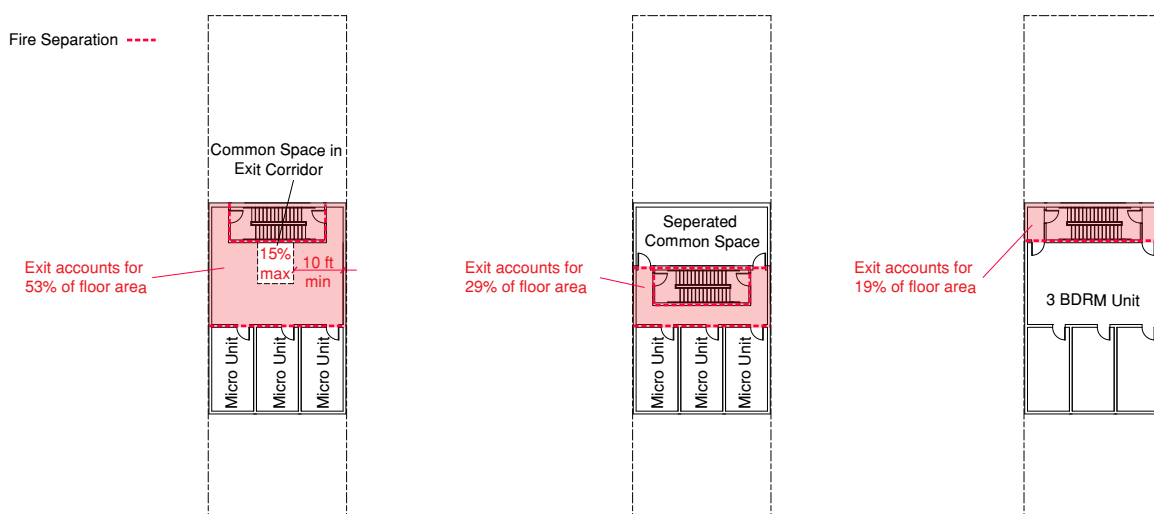 Fire Separation
Common Space in
Exit Corridor
15%
max
10 ft
min
Exit accounts for
53% of floor area
Micro Unit
Micro Unit
Micro Unit
Seperated
Common Space
Exit accounts for
29% of floor area
Micro Unit
Micro Unit
Micro Unit
Exit accounts for
19% of floor area
3 BDRM Unit